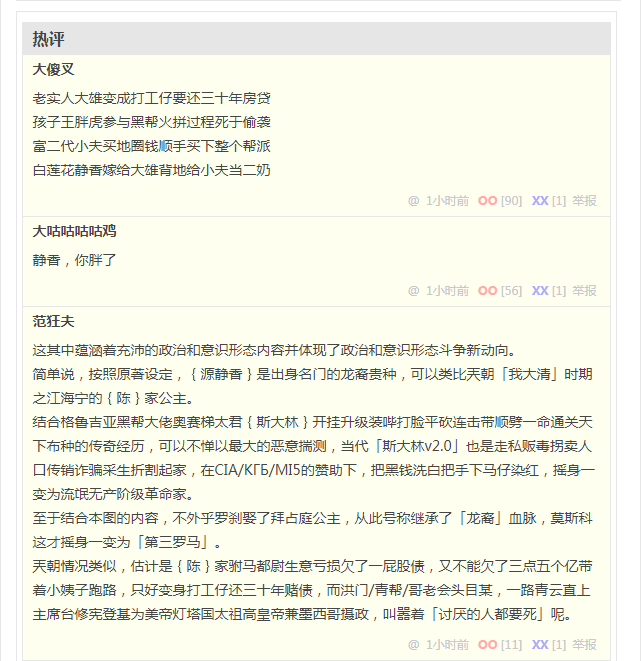 热评
大傻叉
老实人大雄变成打工仔要还三十年房贷
孩子王胖虎参与黑帮火拼过程死于偷袭
富二代小夫买地圈钱顺手买下整个帮派
白莲花静香嫁给大雄背地给小夫当二奶
@ 1小时前 OO [90] XX [1] 举报
大咕咕咕咕鸡
静香，你胖了
@ 1小时前 OO [56] XX [1] 举报
范狂夫
这其中蕴涵着充沛的政治和意识形态内容并体现了政治和意识形态斗争新动向。
简单说，按照原著设定，｛源静香｝是出身名门的龙裔贵种，可以类比天朝「我大清」时期
之江海宁的｛陈｝家公主。
结合格鲁吉亚黑帮大佬奥赛梯太君｛斯大林｝开挂升级装哔打脸平砍连击带顺劈一命通关天
下布种的传奇经历，可以不惮以最大的恶意揣测，当代「斯大林v2.0」也是走私贩毒拐卖人
口传销诈骗采生折割起家，在CIA/КГБ/MI5的赞助下，把黑钱洗白把手下马仔染红，摇身一
变为流氓无产阶级革命家。
至于结合本图的内容，不外乎罗刹娶了拜占庭公主，从此号称继承了「龙裔」血脉，莫斯科
这才摇身一变为「第三罗马」。
天朝情况类似，估计是｛陈｝家驸马都尉生意亏损欠了一屁股债，又不能欠了三点五个亿带
着小姨子跑路，只好变身打工仔还三十年赌债，而洪门/青帮/哥老会头目某，一路青云直上
主席台修宪登基为美帝灯塔国太祖高皇帝兼墨西哥摄政，叫嚣着「讨厌的人都要死」呢。
@ 1小时前 OO [11] XX [1] 举报